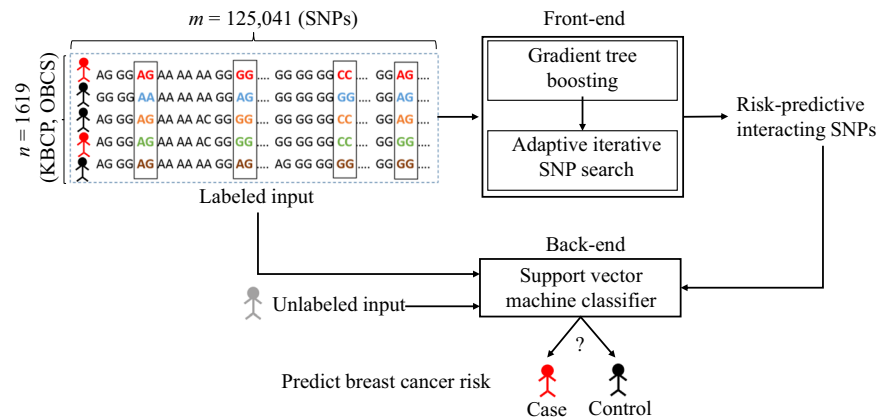 m = 125,041 (SNPs)
n = 1619
(KBCP, OBCS)
AG GG AG AA AA AA GG GG .... GG GG GG CC .... GG AG ....
GG GG AA AA AA AG GG AG .... GG GG GG GG .... GG AG ....
AG GG AG AA AA AC GG GG .... GG GG GG CC .... GG AG ....
AG GG AG AA AA AC GG GG .... GG GG GG CC .... GG GG ....
AG GG AG AA AA AA GG AG .... AG GG GG GG .... GG GG ....
Labeled input
Front-end
Gradient tree
boosting
Adaptive iterative
SNP search
Risk-predictive
interacting SNPs
Back-end
Support vector
machine classifier
Unlabeled input
?
Predict breast cancer risk
Case
Control